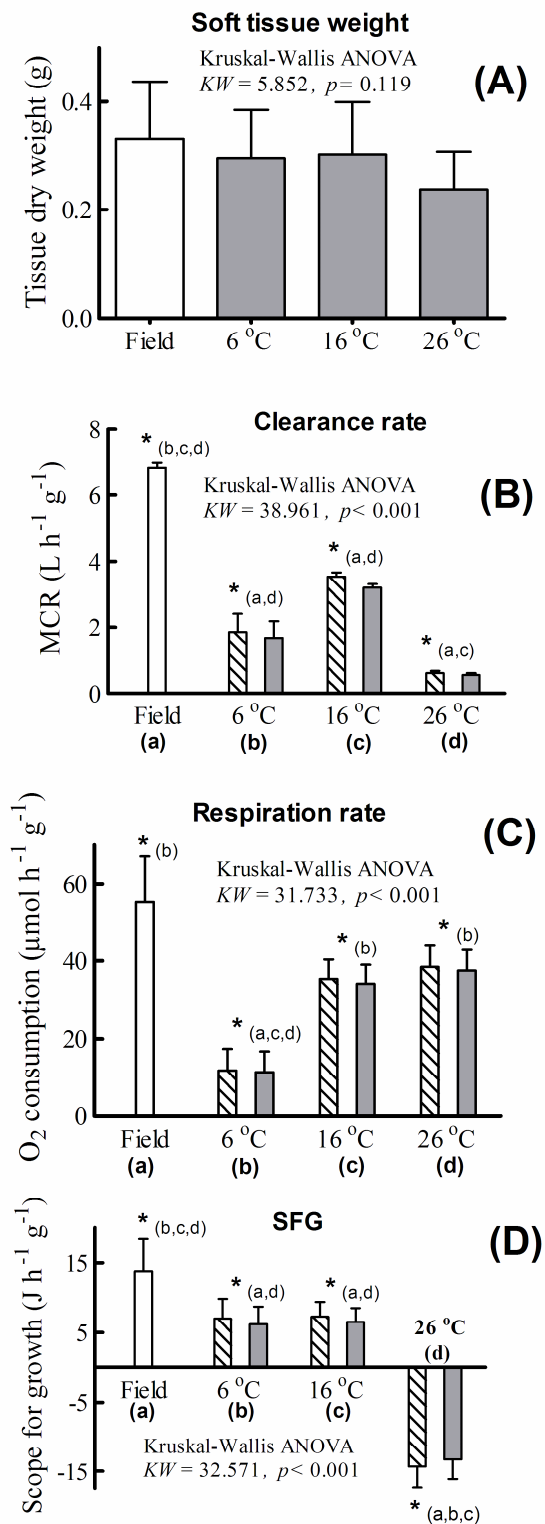 Soft tissue weight
Kruskal-Wallis ANOVA
KW = 5.852, p= 0.119
(A)
Tissue dry weight (g)
0.4
0.2
0.0
Field 6 °C 16 °C 26 °C
Clearance rate
(B)
Kruskal-Wallis ANOVA
KW = 38.961, p< 0.001
MCR (L h⁻¹ g⁻¹)
8
6
4
2
0
* (b,c,d)
* (a,d)
* (a,d)
* (a,c)
Field 6 °C 16 °C 26 °C
(a) (b) (c) (d)
Respiration rate
(C)
Kruskal-Wallis ANOVA
KW = 31.733, p< 0.001
O₂ consumption (µmol h⁻¹ g⁻¹)
60
40
20
0
* (b)
* (a,c,d)
* (b)
* (b)
Field 6 °C 16 °C 26 °C
(a) (b) (c) (d)
SFG
(D)
Scope for growth (J h⁻¹ g⁻¹)
15
5
-5
-15
* (b,c,d)
* (a,d)
* (a,d)
26 °C
(d)
Field 6 °C 16 °C
(a) (b) (c)
Kruskal-Wallis ANOVA
KW = 32.571, p< 0.001
* (a,b,c)